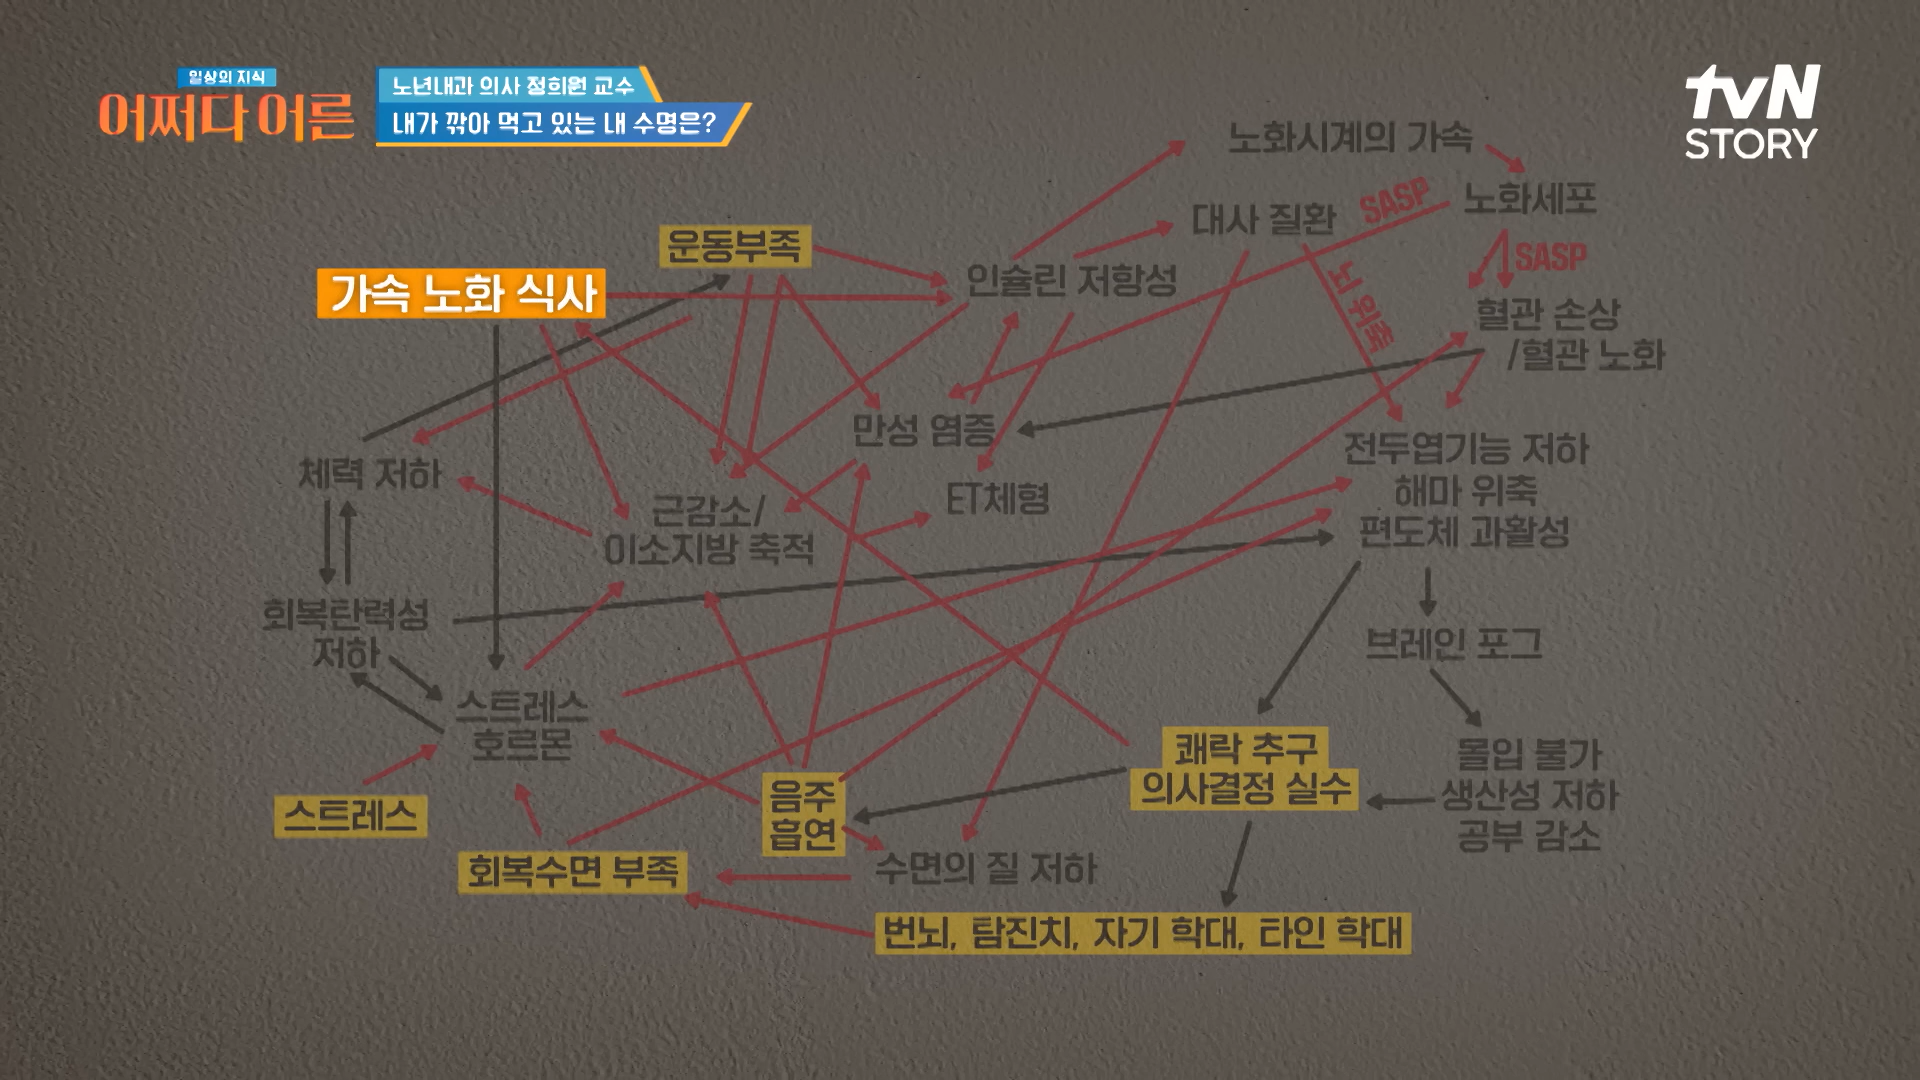 일상의 지식
어쩌다 어른
노년내과 의사 정희원 교수
내가 깎아 먹고 있는 내 수명은?
tvN
STORY
노화시계의 가속
SASP
노화세포
대사 질환
운동부족
SASP
인슐린 저항성
가속 노화 식사
뇌 위축
혈관 손상
/혈관 노화
만성 염증
전두엽기능 저하
해마 위축
편도체 과활성
체력 저하
ET체형
근감소/
이소지방 축적
회복탄력성
저하
브레인 포그
스트레스
호르몬
쾌락 추구
의사결정 실수
몰입 불가
생산성 저하
공부 감소
스트레스
음주
흡연
회복수면 부족
수면의 질 저하
번뇌, 탐진치, 자기 학대, 타인 학대